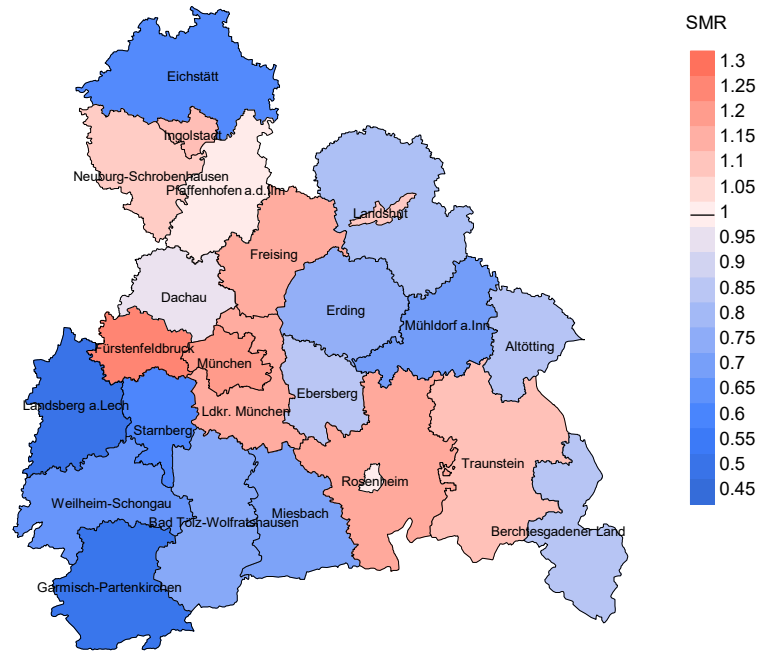 SMR
Eichstätt
Ingolstadt
Neuburg-Schrobenhausen
Pfaffenhofen a.d.Ilm
Landshut
Freising
Dachau
Erding
Mühldorf a.Inn
Altötting
Fürstenfeldbruck
München
Ebersberg
Landsberg a.Lech
Ldkr. München
Starnberg
Traunstein
Rosenheim
Weilheim-Schongau
Miesbach
Bad Tölz-Wolfratshausen
Berchtesgadener Land
Garmisch-Partenkirchen
1.3
1.25
1.2
1.15
1.1
1.05
1
0.95
0.9
0.85
0.8
0.75
0.7
0.65
0.6
0.55
0.5
0.45